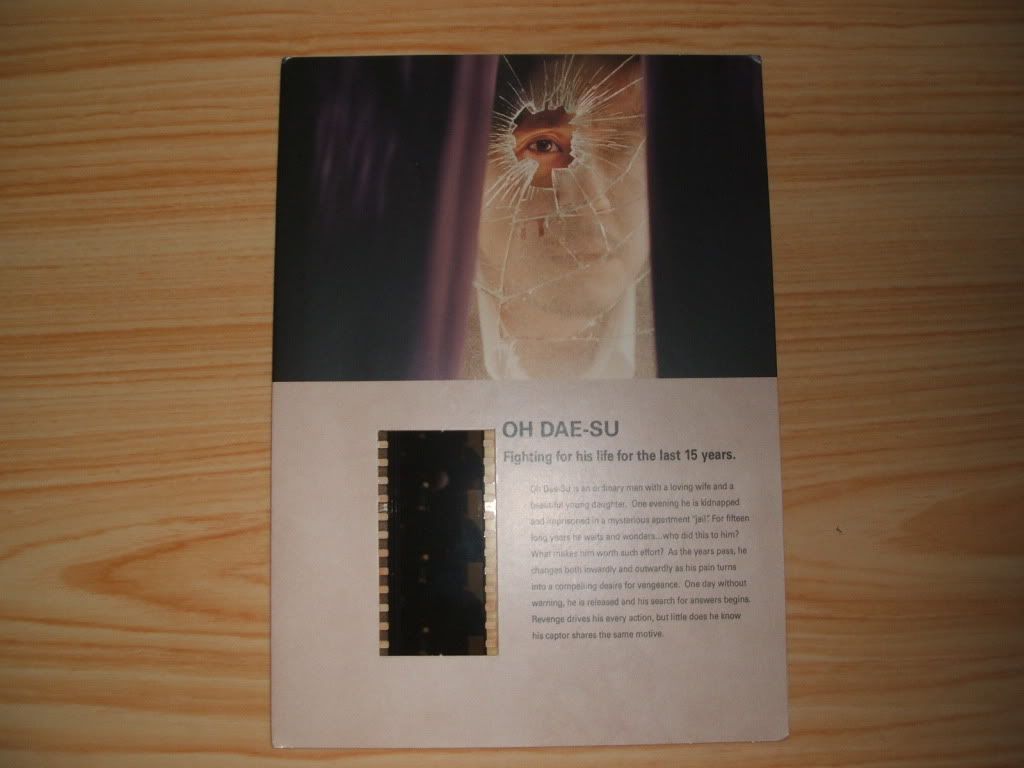 OH DAE-SU
Fighting for his life for the last 15 years.
Oh Dae-Su is an ordinary man with a loving wife and a
beautiful young daughter. One evening he is kidnapped
and imprisoned in a mysterious apartment "jail". For fifteen
long years he waits and wonders...who did this to him?
What makes him worth such effort? As the years pass, he
changes both inwardly and outwardly as his pain turns
into a compelling desire for vengeance. One day without
warning, he is released and his search for answers begins.
Revenge drives his every action, but little does he know
his captor shares the same motive.